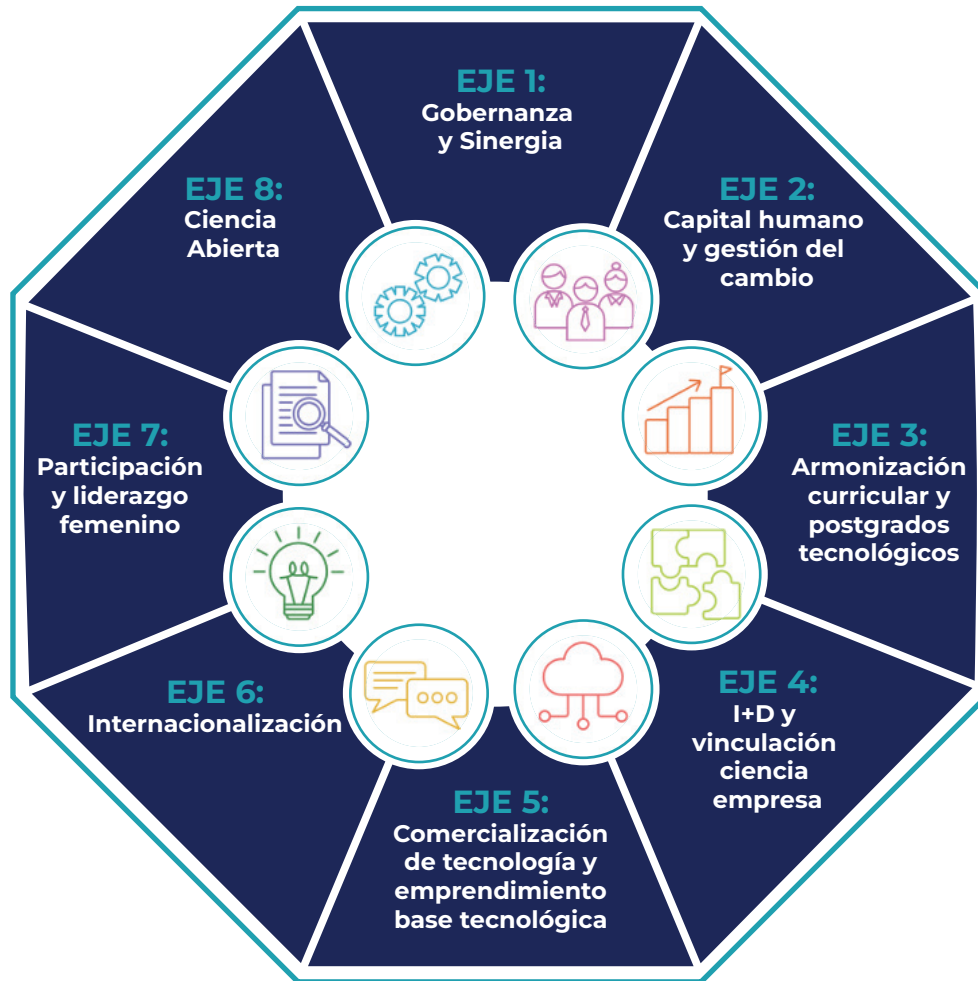 EJE 1:
Gobernanza
y Sinergia
EJE 2:
Capital humano
y gestión del
cambio
EJE 3:
Armonización
curricular y
postgrados
tecnológicos
EJE 4:
I+D y
vinculación
ciencia
empresa
EJE 5:
Comercialización
de tecnología y
emprendimiento
base tecnológica
EJE 6:
Internacionalización
EJE 7:
Participación
y liderazgo
femenino
EJE 8:
Ciencia
Abierta